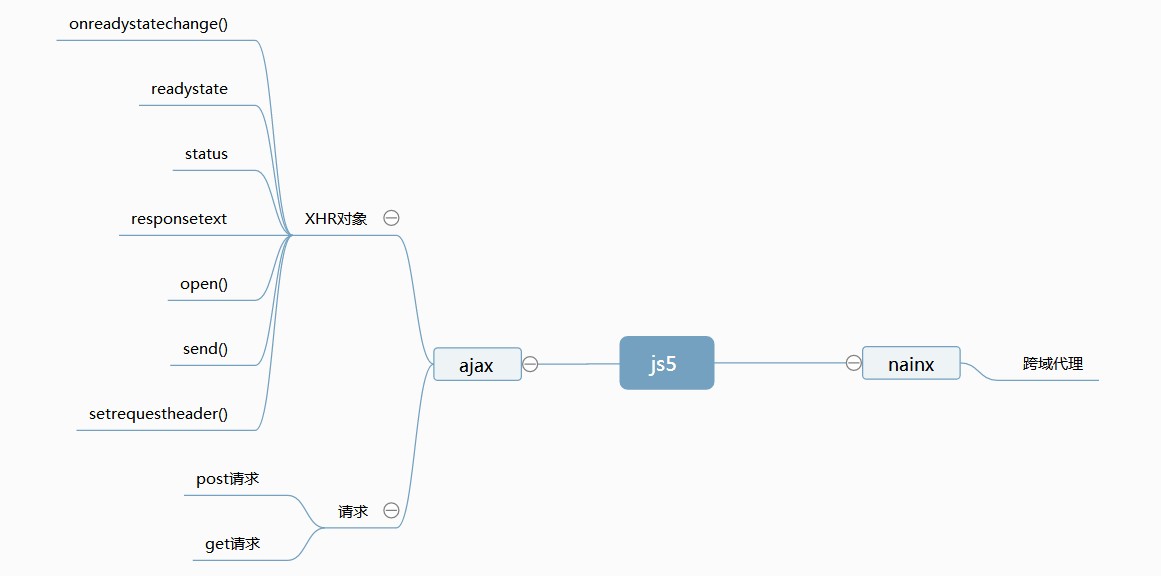 onreadystatechange()
readystate
status
responsetext
XHR对象
open()
send()
setrequestheader()
ajax
js5
nainx
跨域代理
post请求
请求
get请求